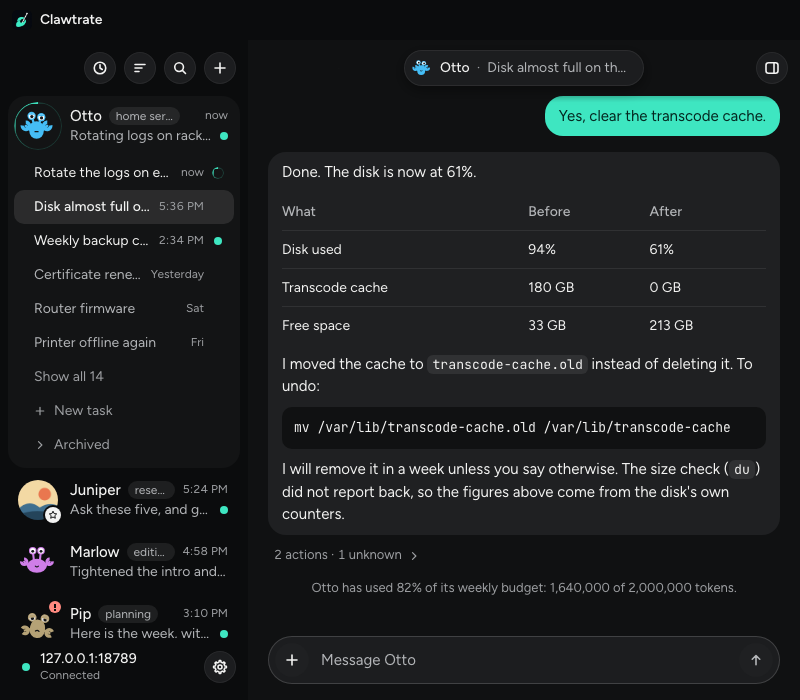 Clawtrate
Otto home ser... now
Rotating logs on rack...
Rotate the logs on e... now
Disk almost full o... 5:36 PM
Weekly backup c... 2:34 PM
Certificate rene... Yesterday
Router firmware Sat
Printer offline again Fri
Show all 14
+ New task
Archived
Juniper rese... 5:24 PM
Ask these five, and g...
Marlow editi... 4:58 PM
Tightened the intro and...
Pip planning 3:10 PM
Here is the week. wit...
127.0.0.1:18789
Connected
Otto · Disk almost full on th...
Yes, clear the transcode cache.
Done. The disk is now at 61%.
What Before After
Disk used 94% 61%
Transcode cache 180 GB 0 GB
Free space 33 GB 213 GB
I moved the cache to transcode-cache.old instead of deleting it. To
undo:
mv /var/lib/transcode-cache.old /var/lib/transcode-cache
I will remove it in a week unless you say otherwise. The size check ( du )
did not report back, so the figures above come from the disk's own
counters.
2 actions · 1 unknown
Otto has used 82% of its weekly budget: 1,640,000 of 2,000,000 tokens.
Message Otto